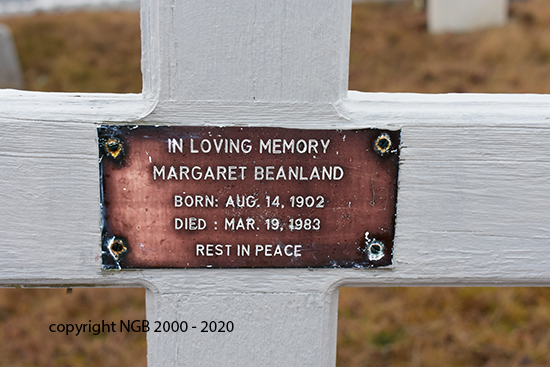 IN LOVING MEMORY
MARGARET BEANLAND
BORN: AUG. 14, 1902
DIED : MAR. 19, 1983
REST IN PEACE
copyright NGB 2000 - 2020